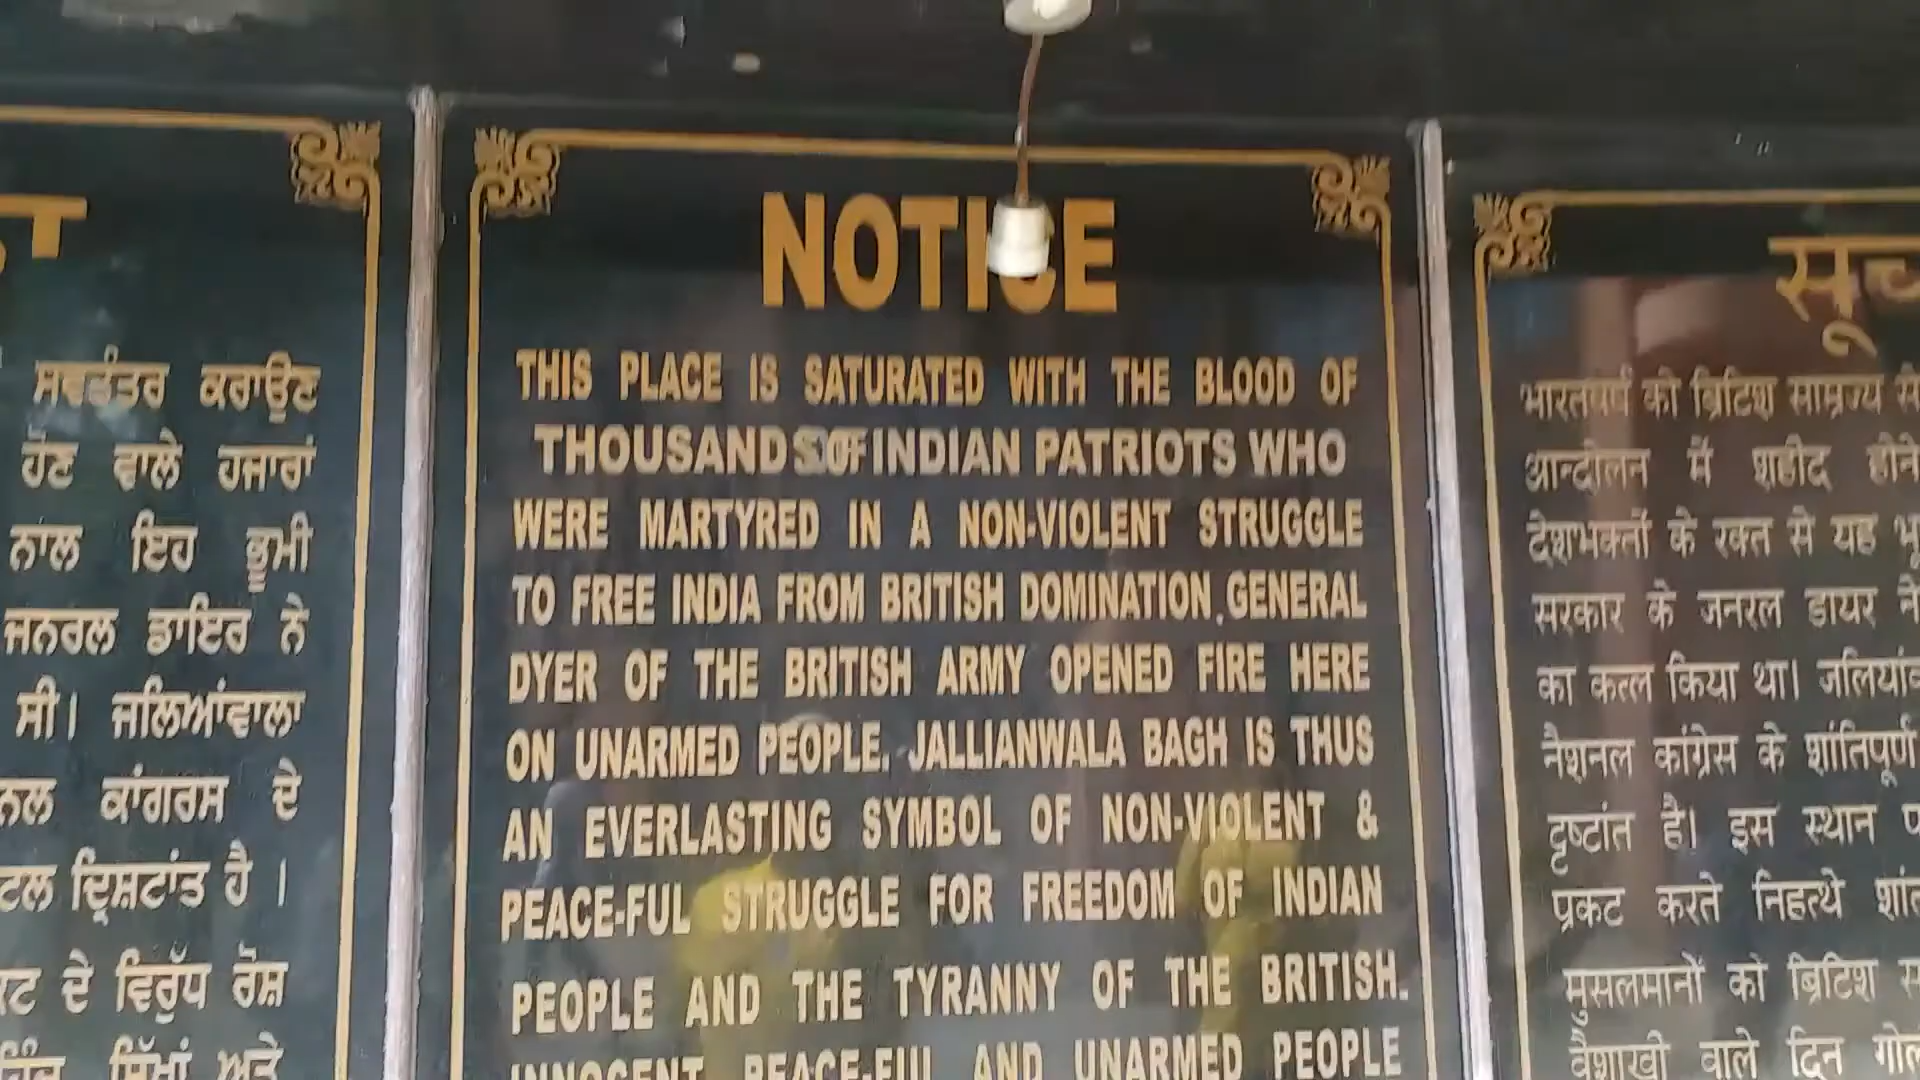 ਸਵਤੰਤਰ ਕਰਾਉਣ
ਹੋਣ ਵਾਲੇ ਹਜਾਰਾਂ
ਨਾਲ ਇਹ ਭੂਮੀ
ਜਨਰਲ ਡਾਇਰ ਨੇ
ਸੀ। ਜਲਿਆਂਵਾਲਾ
ਕਾਂਗਰਸ ਦੇ
ਦ੍ਰਿਸ਼ਟਾਂਤ ਹੈ ।
ਦੇ ਵਿਰੁੱਧ ਰੋਸ਼
ਸਿੱਖਾਂ ਅਤੇ
NOTICE
THIS PLACE IS SATURATED WITH THE BLOOD OF
THOUSANDS OF INDIAN PATRIOTS WHO
WERE MARTYRED IN A NON-VIOLENT STRUGGLE
TO FREE INDIA FROM BRITISH DOMINATION. GENERAL
DYER OF THE BRITISH ARMY OPENED FIRE HERE
ON UNARMED PEOPLE. JALLIANWALA BAGH IS THUS
AN EVERLASTING SYMBOL OF NON-VIOLENT &
PEACE-FUL STRUGGLE FOR FREEDOM OF INDIAN
PEOPLE AND THE TYRANNY OF THE BRITISH.
INNOCENT PEACE-FUL AND UNARMED PEOPLE
भारतवर्ष को ब्रिटिश साम्रज्य से
आन्दोलन में शहीद होने
देशभक्तों के रक्त से यह
सरकार के जनरल डायर ने
का कत्ल किया था।
नैशनल कांग्रेस के शांतिपूर्ण
दृष्टांत है। इस स्थान
प्रकट करते निहत्थे
मुसलमानों को ब्रिटिश
वैशाखी वाले दिन